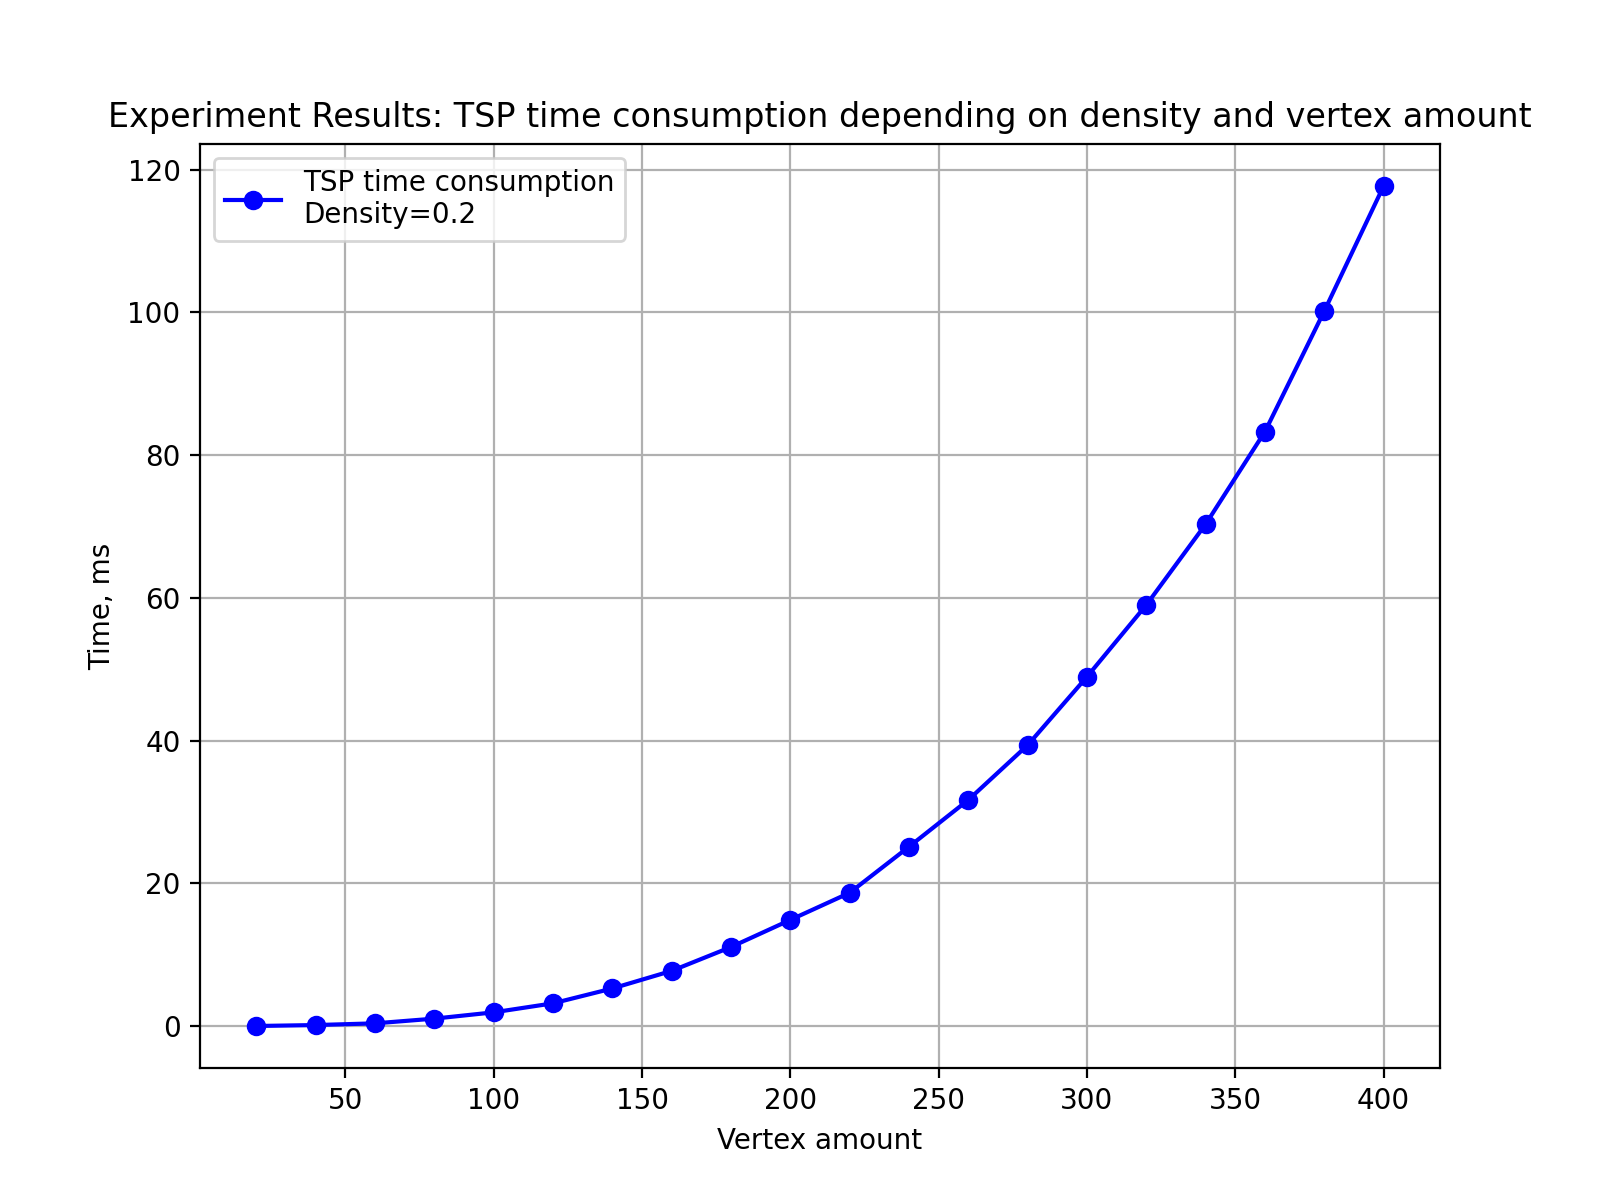 Experiment Results: TSP time consumption depending on density and vertex amount
TSP time consumption
Density=0.2
120
100
80
60
40
20
0
Time, ms
50 100 150 200 250 300 350 400
Vertex amount